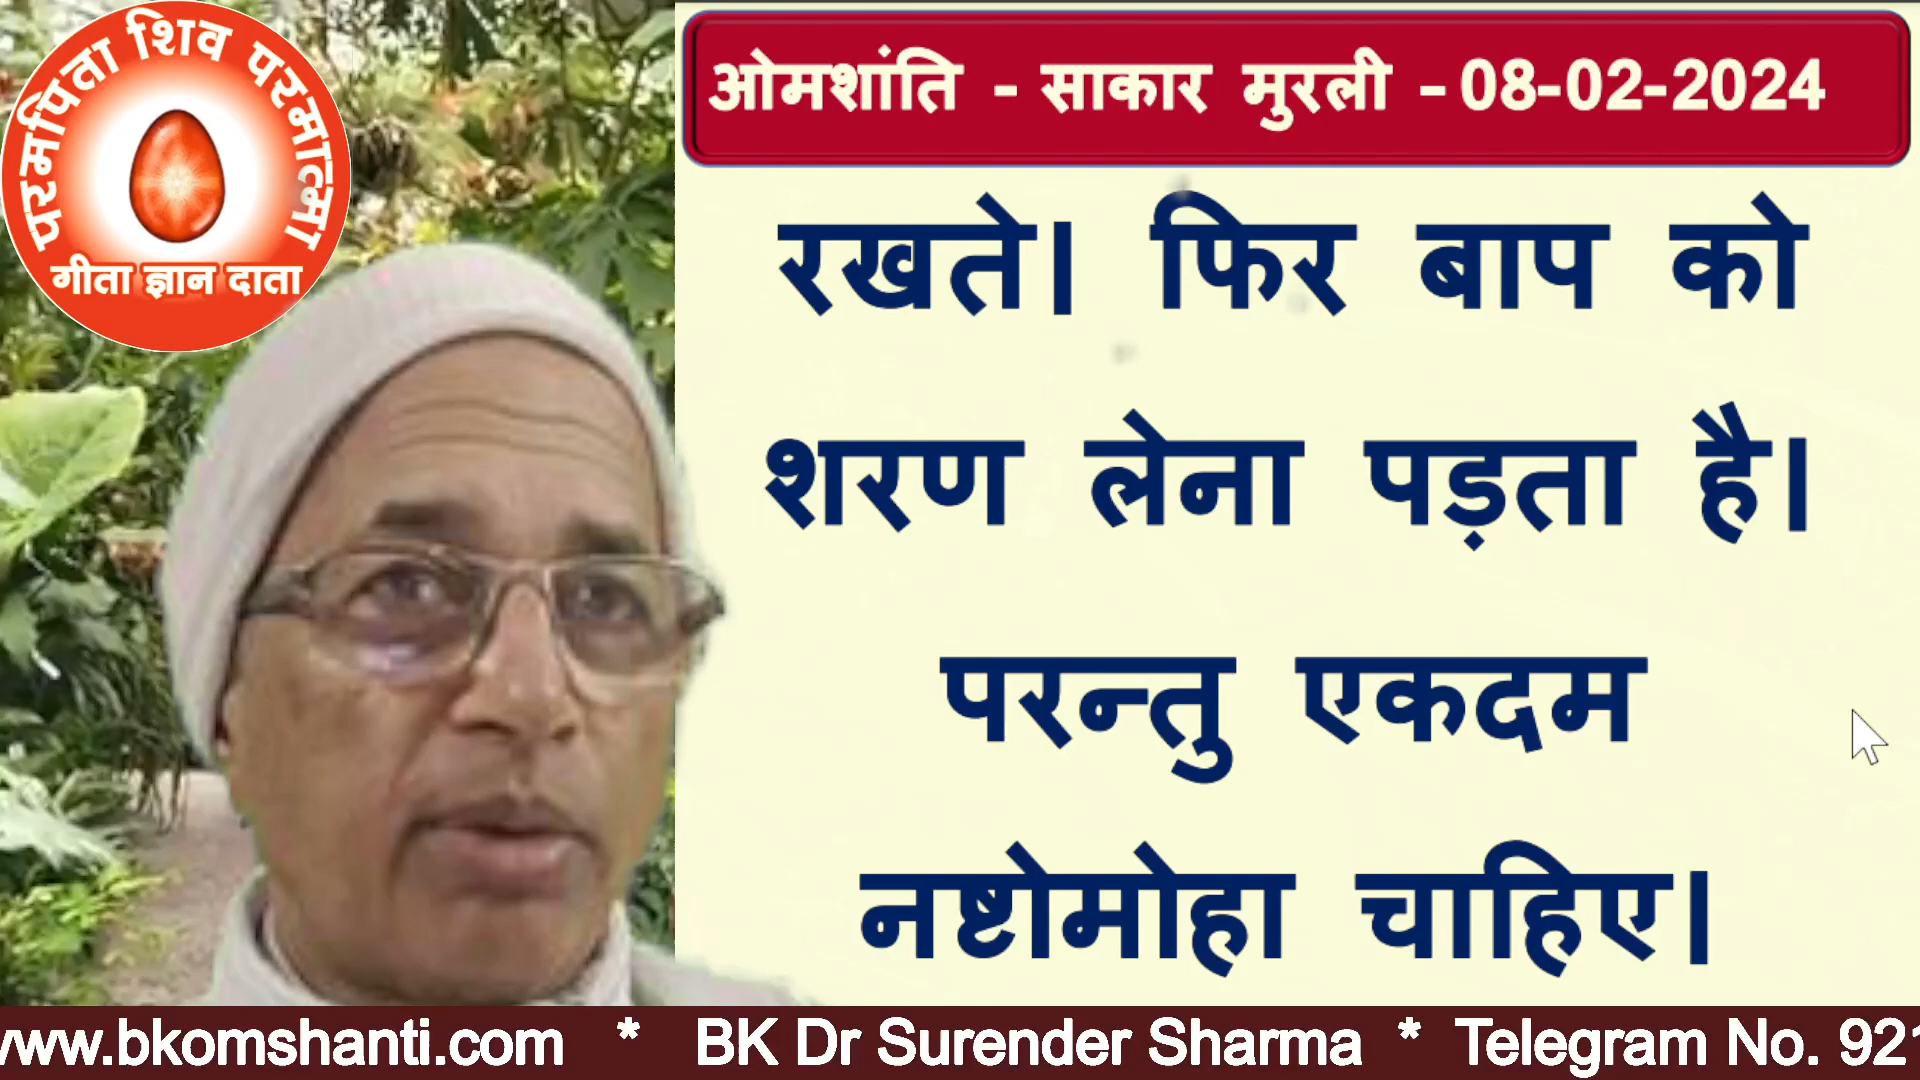 परमपिता शिव परमात्मा
गीता ज्ञान दाता
ओमशांति - साकार मुरली - 08-02-2024
रखते। फिर बाप को
शरण लेना पड़ता है।
परन्तु एकदम
नष्टोमोहा चाहिए।
www.bkomshanti.com * BK Dr Surender Sharma * Telegram No. 921